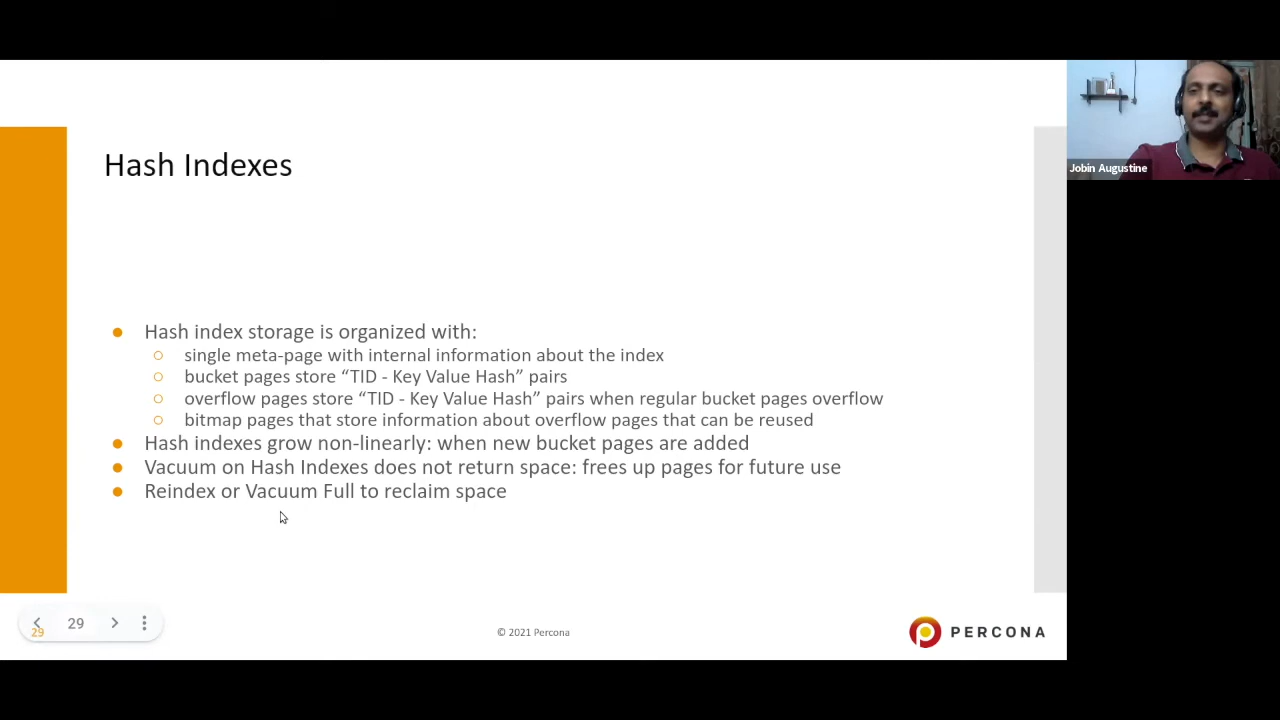 Hash Indexes
Hash index storage is organized with:
single meta-page with internal information about the index
bucket pages store “TID - Key Value Hash” pairs
overflow pages store “TID - Key Value Hash” pairs when regular bucket pages overflow
bitmap pages that store information about overflow pages that can be reused
Hash indexes grow non-linearly: when new bucket pages are added
Vacuum on Hash Indexes does not return space: frees up pages for future use
Reindex or Vacuum Full to reclaim space
29
29
© 2021 Percona
PERCONA
Jobin Augustine